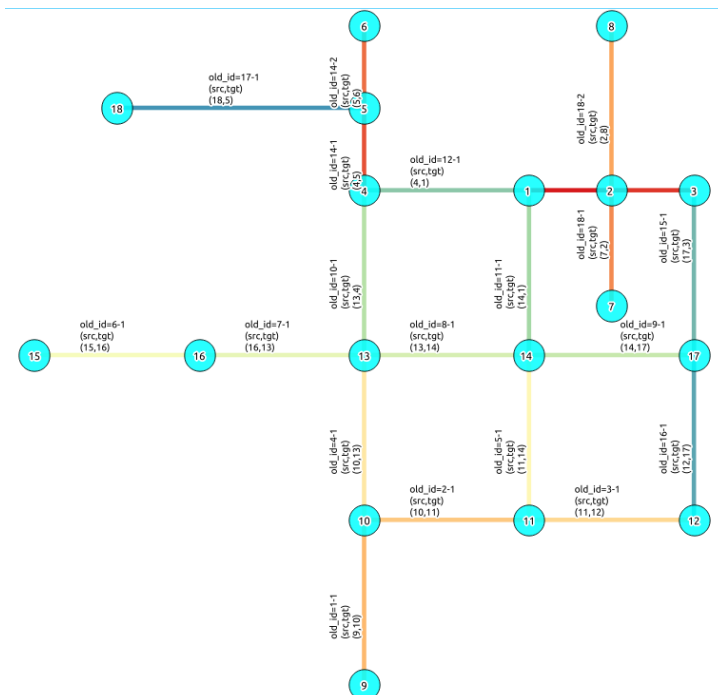 6
8
old_id=14-2
(src,tgt)
(5,6)
old_id=17-1
(src,tgt)
(18,5)
18
5
old_id=18-2
(src,tgt)
(2,8)
old_id=14-1
(src,tgt)
(4,5)
old_id=12-1
(src,tgt)
(4,1)
4
1
2
3
old_id=18-1
(src,tgt)
(7,2)
old_id=15-1
(src,tgt)
(17,3)
old_id=10-1
(src,tgt)
(13,4)
old_id=11-1
(src,tgt)
(14,1)
7
old_id=6-1
(src,tgt)
(15,16)
old_id=7-1
(src,tgt)
(16,13)
old_id=8-1
(src,tgt)
(13,14)
old_id=9-1
(src,tgt)
(14,17)
15
16
13
14
17
old_id=4-1
(src,tgt)
(10,13)
old_id=5-1
(src,tgt)
(11,14)
old_id=16-1
(src,tgt)
(12,17)
old_id=2-1
(src,tgt)
(10,11)
old_id=3-1
(src,tgt)
(11,12)
10
11
12
old_id=1-1
(src,tgt)
(9,10)
9